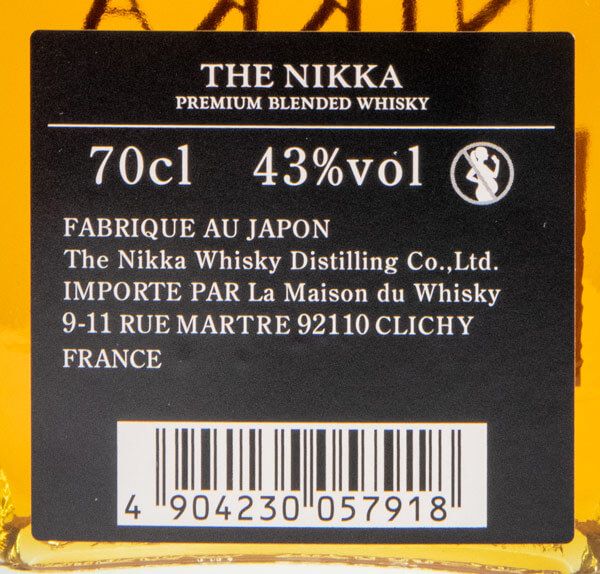 NIKKA
THE NIKKA
PREMIUM BLENDED WHISKY
70cl 43%vol
FABRIQUE AU JAPON
The Nikka Whisky Distilling Co.,Ltd.
IMPORTE PAR La Maison du Whisky
9-11 RUE MARTRE 92110 CLICHY
FRANCE
4 904230 057918